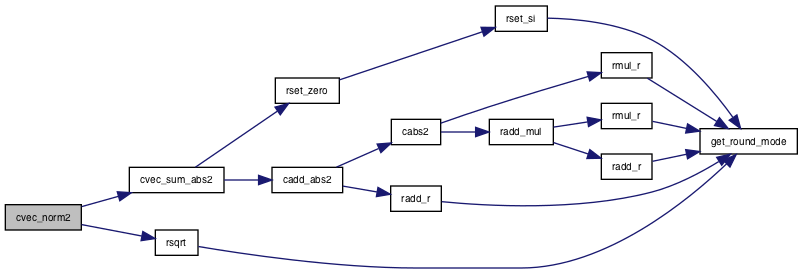 rset_si
rmul_r
rset_zero
rmul_r
cabs2
radd_mul
get_round_mode
radd_r
cvec_sum_abs2
cadd_abs2
radd_r
cvec_norm2
rsqrt